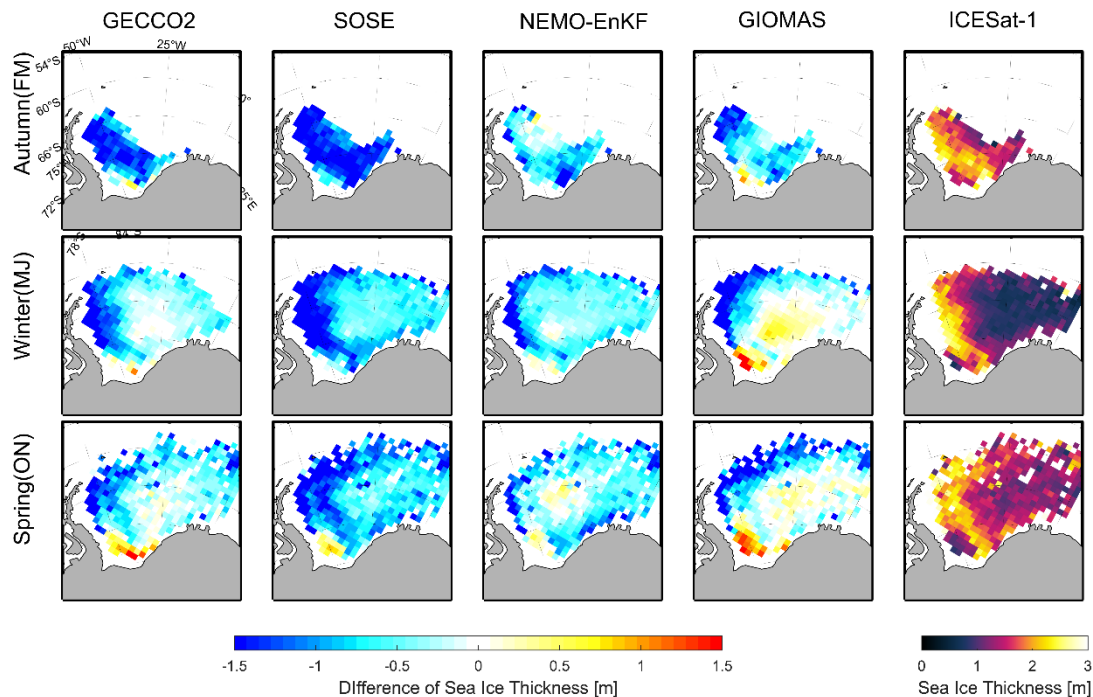 GECCO2 SOSE NEMO-EnKF GIOMAS ICESat-1
Autumn(FM)
50°W 25°W
54°S
60°S 0°
66°S
75°W
72°S 25°E
Winter(MJ)
78°S 84°S
Spring(ON)
-1.5 -1 -0.5 0 0.5 1 1.5
DIfference of Sea Ice Thickness [m]
0 1 2 3
Sea Ice Thickness [m]